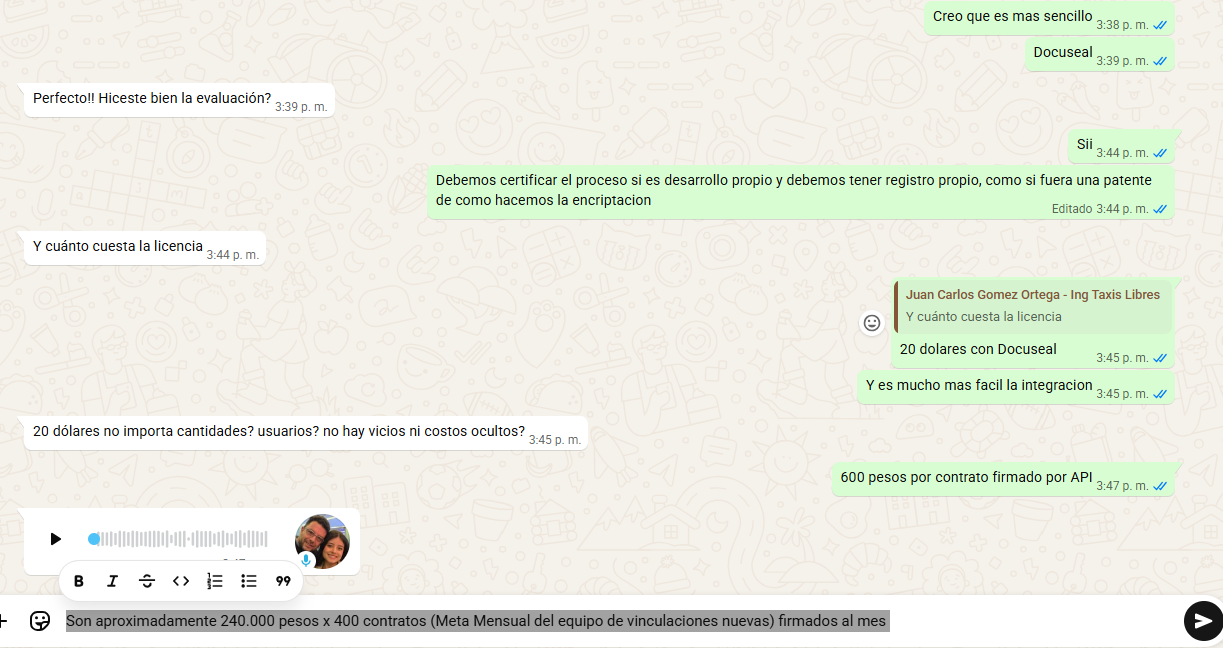 Creo que es mas sencillo 3:38 p. m.
Docuseal 3:39 p. m.
Perfecto!! Hiceste bien la evaluación? 3:39 p. m.
Sii 3:44 p. m.
Debemos certificar el proceso si es desarrollo propio y debemos tener registro propio, como si fuera una patente
de como hacemos la encriptacion
Editado 3:44 p. m.
Y cuánto cuesta la licencia 3:44 p. m.
Juan Carlos Gomez Ortega - Ing Taxis Libres
Y cuánto cuesta la licencia
20 dolares con Docuseal 3:45 p. m.
Y es mucho mas facil la integracion 3:45 p. m.
20 dólares no importa cantidades? usuarios? no hay vicios ni costos ocultos? 3:45 p. m.
600 pesos por contrato firmado por API 3:47 p. m.
B I S <>
Son aproximadamente 240.000 pesos x 400 contratos (Meta Mensual del equipo de vinculaciones nuevas) firmados al mes